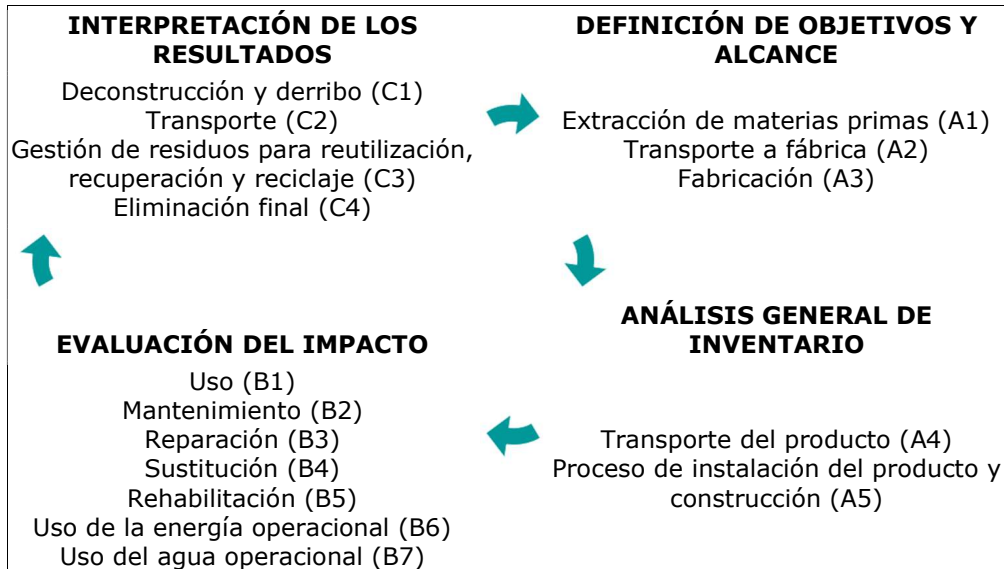 INTERPRETACIÓN DE LOS
RESULTADOS
Deconstrucción y derribo (C1)
Transporte (C2)
Gestión de residuos para reutilización,
recuperación y reciclaje (C3)
Eliminación final (C4)
DEFINICIÓN DE OBJETIVOS Y
ALCANCE
Extracción de materias primas (A1)
Transporte a fábrica (A2)
Fabricación (A3)
EVALUACIÓN DEL IMPACTO
Uso (B1)
Mantenimiento (B2)
Reparación (B3)
Sustitución (B4)
Rehabilitación (B5)
Uso de la energía operacional (B6)
Uso del agua operacional (B7)
ANÁLISIS GENERAL DE
INVENTARIO
Transporte del producto (A4)
Proceso de instalación del producto y
construcción (A5)